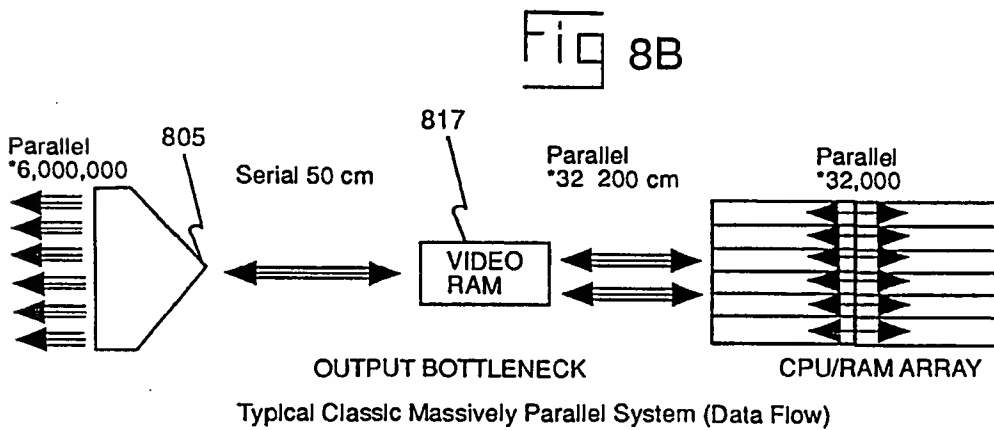 Fig 8B
817
805
Parallel
*6,000,000
Serial 50 cm
Parallel
*32 200 cm
Parallel
*32,000
VIDEO
RAM
OUTPUT BOTTLENECK
CPU/RAM ARRAY
Typical Classic Massively Parallel System (Data Flow)